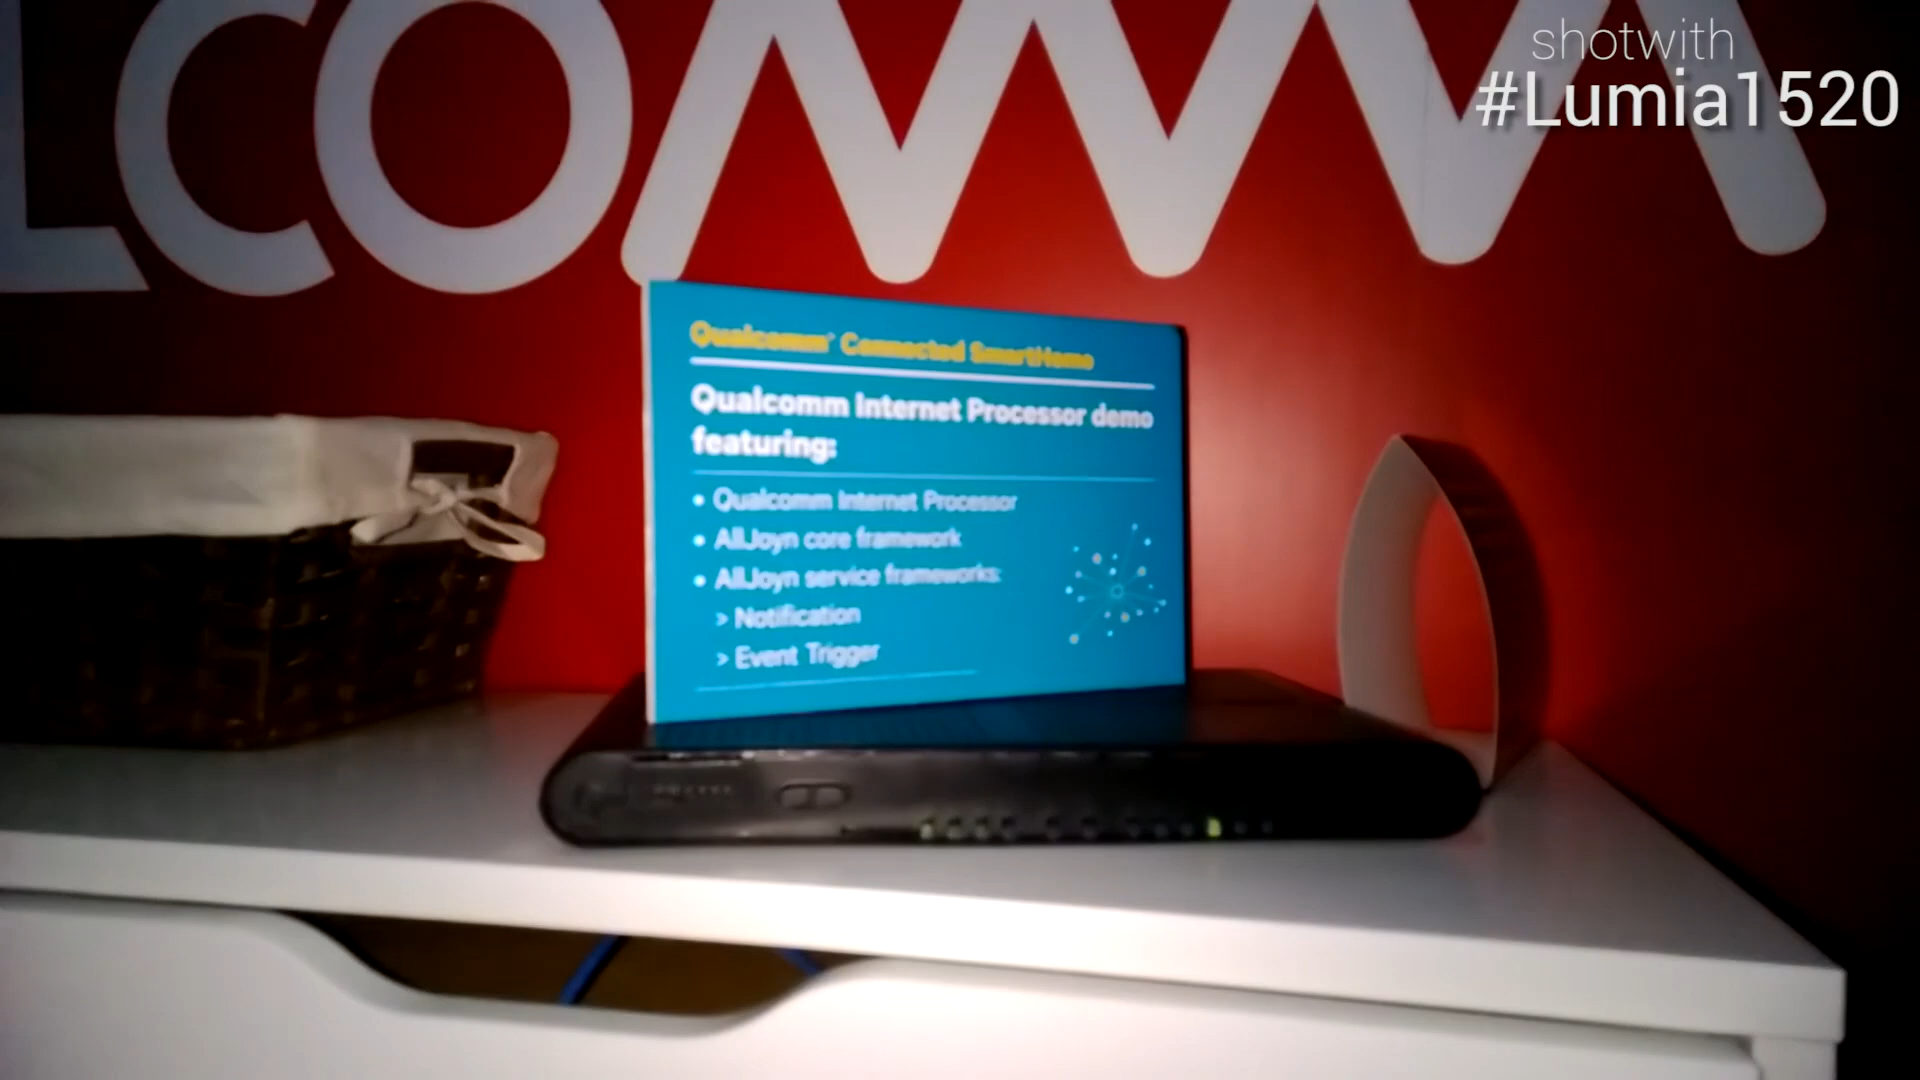 LCOMM
shotwith
#Lumia1520
Qualcomm® Connected SmartHome
Qualcomm Internet Processor demo
featuring:
• Qualcomm Internet Processor
• AllJoyn core framework
• AllJoyn service frameworks:
> Notification
> Event Trigger